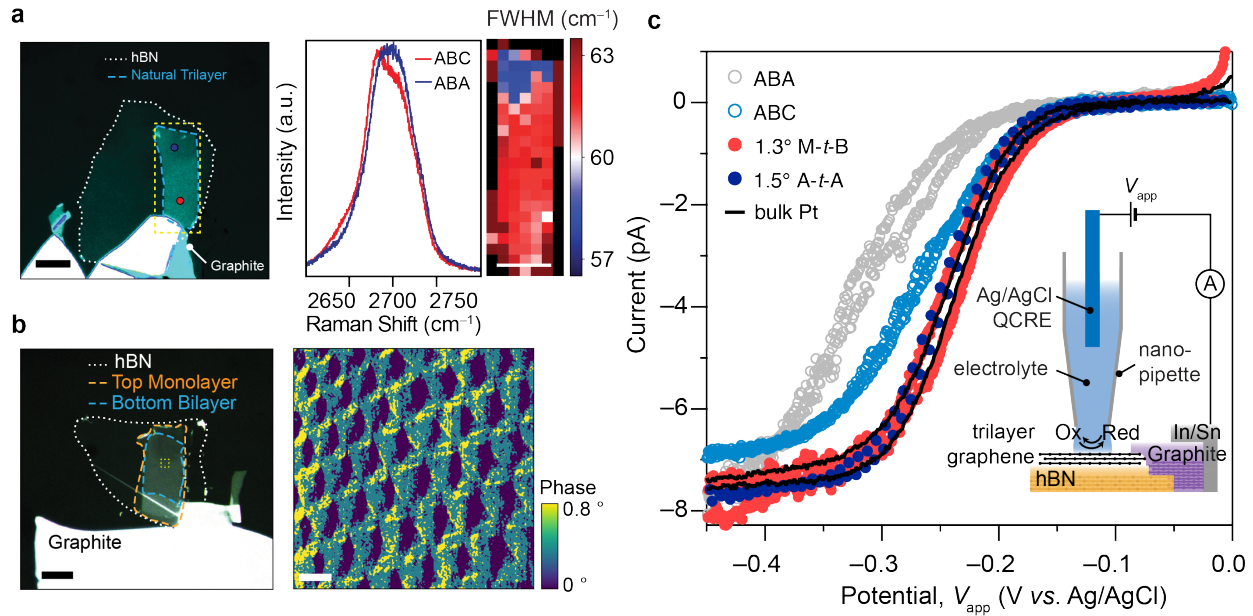 a
hBN
Natural Trilayer
Graphite
Intensity (a.u.)
ABC
ABA
2650
2700
2750
Raman Shift (cm⁻¹)
FWHM (cm⁻¹)
63
60
57
b
hBN
Top Monolayer
Bottom Bilayer
Graphite
Phase
0.8 °
0 °
c
ABA
ABC
1.3° M-t-B
1.5° A-t-A
bulk Pt
Current (pA)
0
−2
−4
−6
−8
−0.4
−0.3
−0.2
−0.1
0.0
Potential, Vapp (V vs. Ag/AgCl)
Vapp
A
Ag/AgCl
QCRE
electrolyte
nano-
pipette
Ox Red
trilayer
graphene
In/Sn
Graphite
hBN